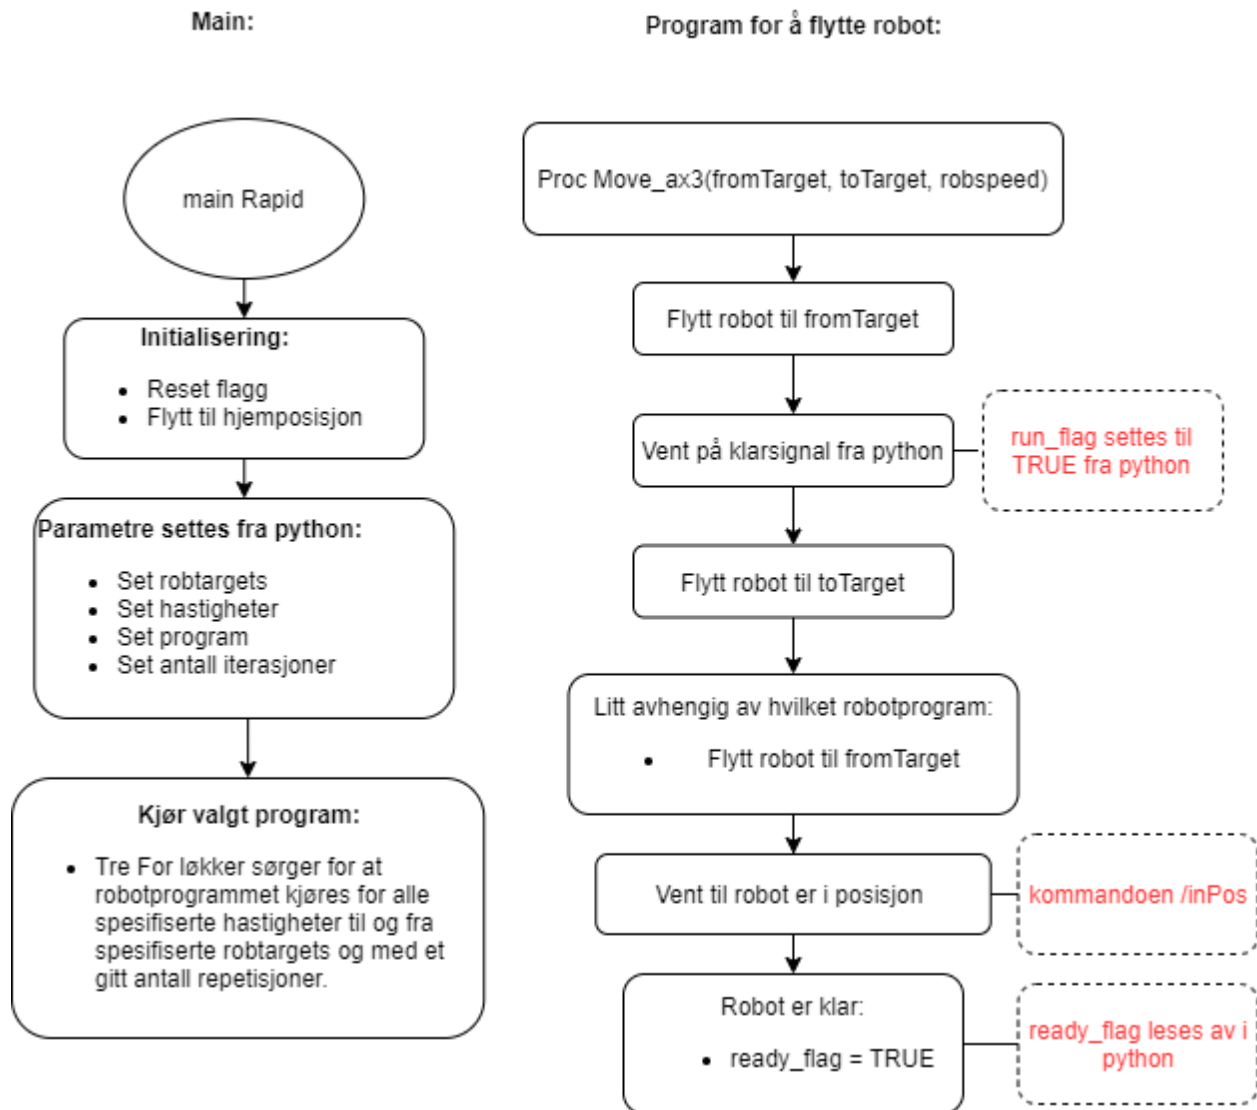 Main:
main Rapid
Initialisering:
• Reset flagg
• Flytt til hjemposisjon
Parametre settes fra python:
• Set robtargets
• Set hastigheter
• Set program
• Set antall iterasjoner
Kjør valgt program:
• Tre For løkker sørger for at
robotprogrammet kjøres for alle
spesifiserte hastigheter til og fra
spesifiserte robtargets og med et
gitt antall repetisjoner.
Program for å flytte robot:
Proc Move_ax3(fromTarget, toTarget, robspeed)
Flytt robot til fromTarget
Vent på klarsignal fra python
run_flag settes til
TRUE fra python
Flytt robot til toTarget
Litt avhengig av hvilket robotprogram:
• Flytt robot til fromTarget
Vent til robot er i posisjon
kommandoen /inPos
Robot er klar:
• ready_flag = TRUE
ready_flag leses av i
python